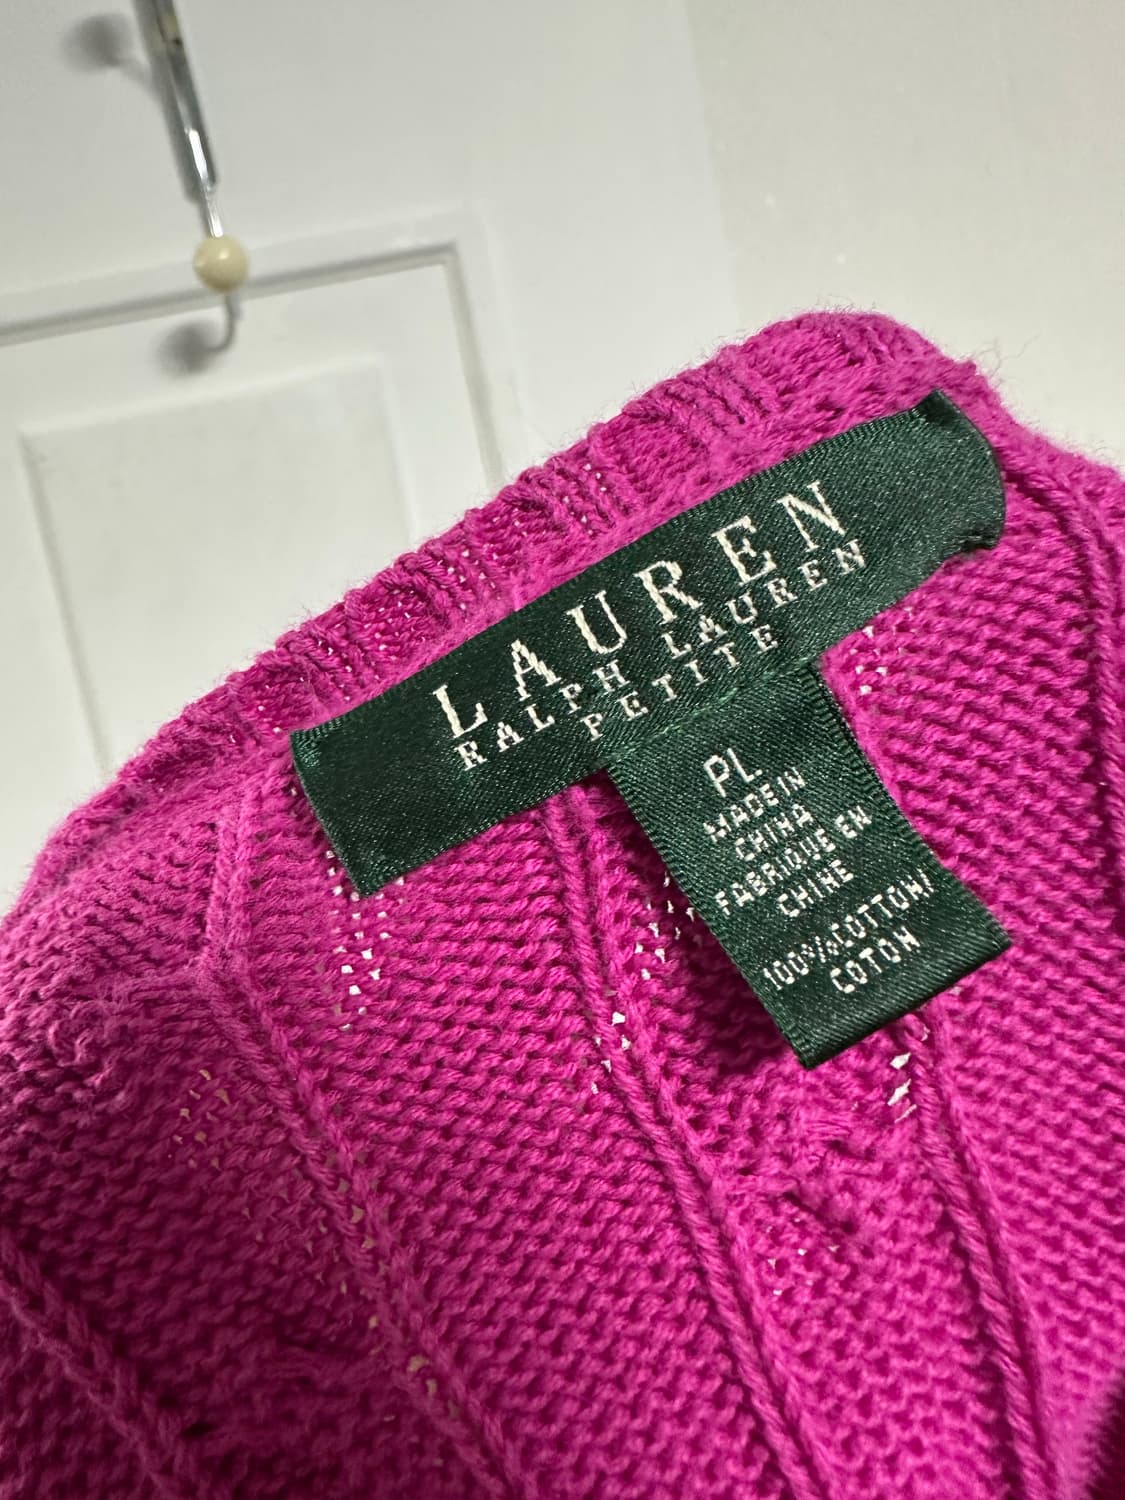 LAUREN
RALPH LAUREN
PETITE
PL
MADE IN
CHINA
FABRIQUE EN
CHINE
100%COTTON/
COTON